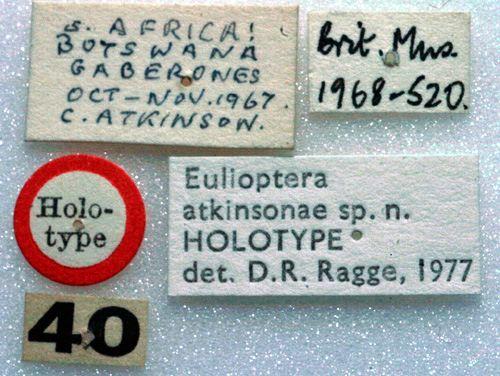 S. AFRICA!
BOTSWANA
GABERONES
OCT-NOV. 1967.
C. ATKINSON.
Brit. Mus.
1968-520.
Holo-
type
Eulioptera
atkinsonae sp. n.
HOLOTYPE
det. D.R. Ragge, 1977
40